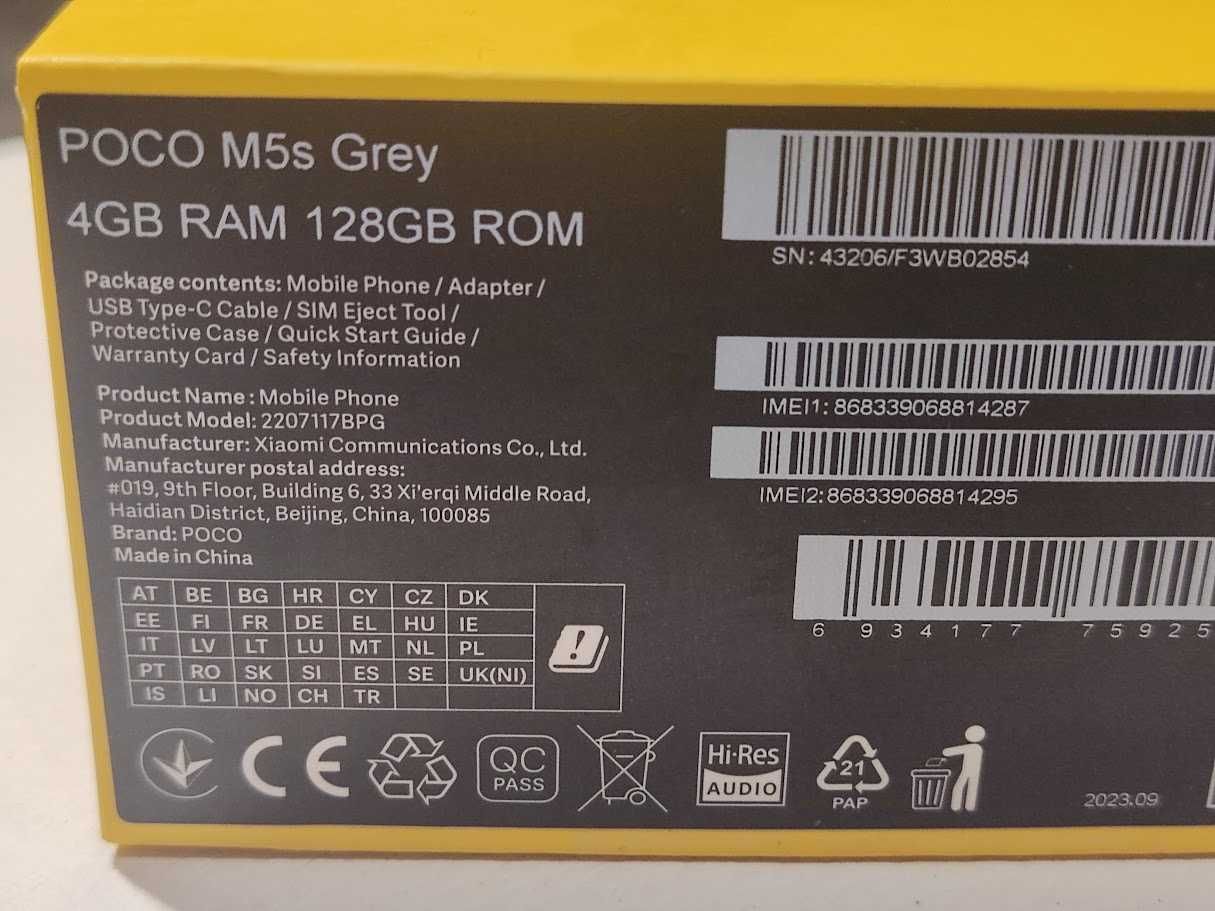 POCO M5s Grey
4GB RAM 128GB ROM
Package contents: Mobile Phone / Adapter /
USB Type-C Cable / SIM Eject Tool /
Protective Case / Quick Start Guide /
Warranty Card / Safety Information
Product Name : Mobile Phone
Product Model: 2207117BPG
Manufacturer: Xiaomi Communications Co., Ltd.
Manufacturer postal address:
#019, 9th Floor, Building 6, 33 Xi'erqi Middle Road,
Haidian District, Beijing, China, 100085
Brand: POCO
Made in China
AT BE BG HR CY CZ DK
EE FI FR DE EL HU IE
IT LV LT LU MT NL PL
PT RO SK SI ES SE UK(NI)
IS LI NO CH TR
CE
QC
PASS
Hi-Res
AUDIO
21
PAP
2023.09
SN: 43206/F3WB02854
IMEI1: 868339068814287
IMEI2: 868339068814295
6 934177 75925